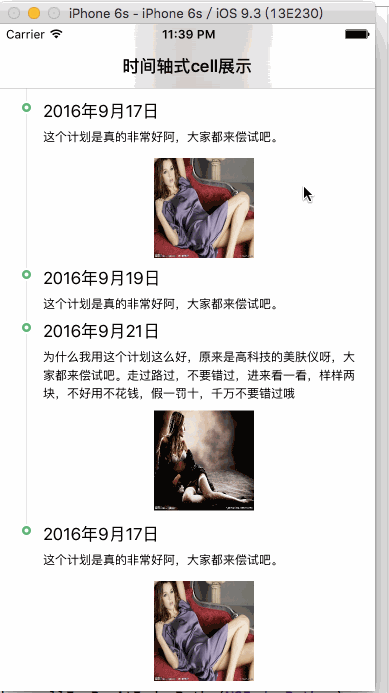 iPhone 6s - iPhone 6s / iOS 9.3 (13E230)
Carrier 11:39 PM
时间轴式cell展示
2016年9月17日
这个计划是真的非常好阿，大家都来偿试吧。
2016年9月19日
这个计划是真的非常好阿，大家都来偿试吧。
2016年9月21日
为什么我用这个计划这么好，原来是高科技的美肤仪呀，大
家都来偿试吧。走过路过，不要错过，进来看一看，样样两
块，不好用不花钱，假一罚十，千万不要错过哦
2016年9月17日
这个计划是真的非常好阿，大家都来偿试吧。